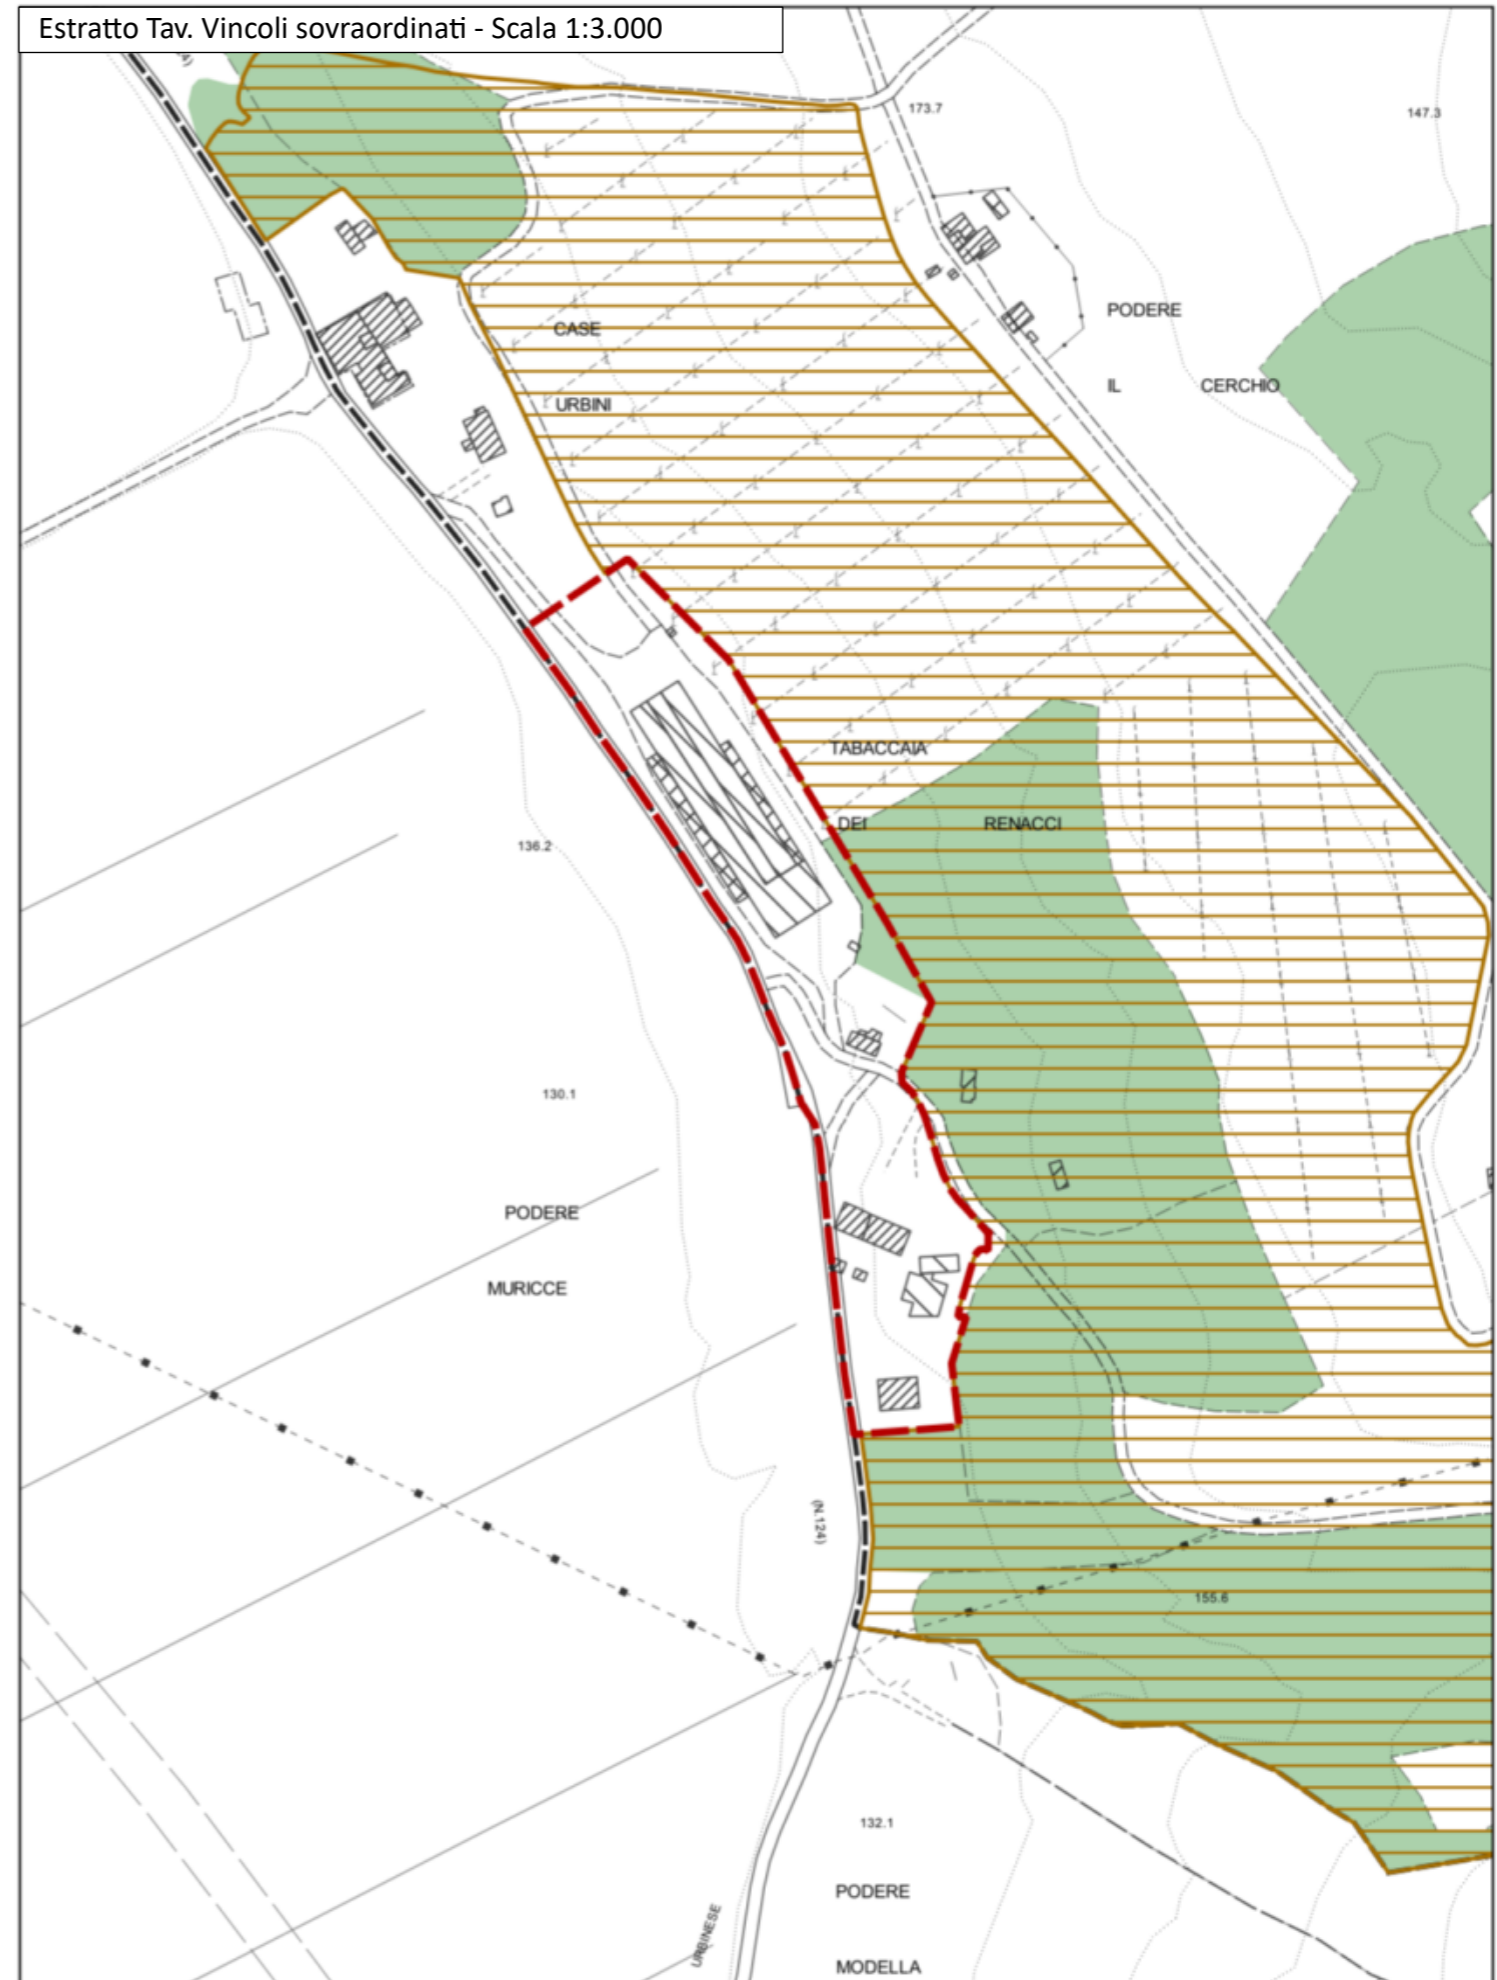 Estratto Tav. Vincoli sovraordinati - Scala 1:3.000
173.7
147.3
PODERE
CASE
IL CERCHIO
URBINI
TABACCAIA
DEI RENACCI
136.2
130.1
PODERE
MURICCE
(N.124)
155.6
132.1
PODERE
URBINESE
MODELLA